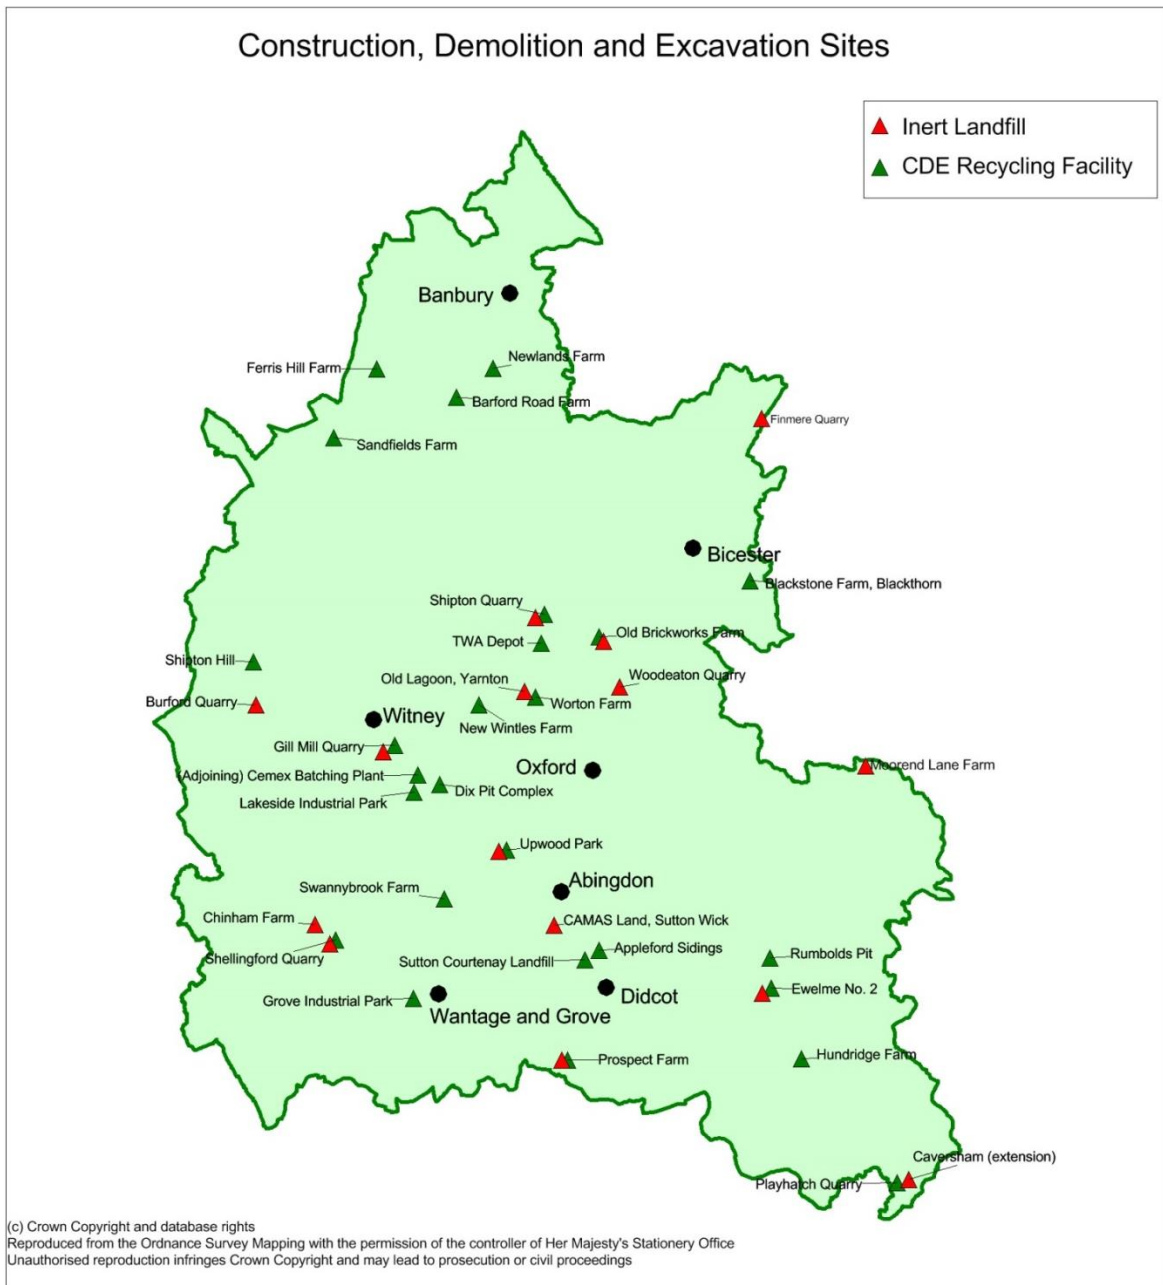 Construction, Demolition and Excavation Sites
Inert Landfill
CDE Recycling Facility
Banbury
Newlands Farm
Ferris Hill Farm
Barford Road Farm
Finmere Quarry
Sandfields Farm
Bicester
Blackstone Farm, Blackthorn
Shipton Quarry
Old Brickworks Farm
TWA Depot
Shipton Hill
Woodeaton Quarry
Old Lagoon, Yarnton
Burford Quarry
Worton Farm
Witney
New Wintles Farm
Gill Mill Quarry
Oxford
Moorend Lane Farm
(Adjoining) Cemex Batching Plant
Dix Pit Complex
Lakeside Industrial Park
Upwood Park
Abingdon
Swannybrook Farm
Chinham Farm
CAMAS Land, Sutton Wick
Appleford Sidings
Rumbolds Pit
Shellingford Quarry
Sutton Courtenay Landfill
Ewelme No. 2
Didcot
Grove Industrial Park
Wantage and Grove
Hundridge Farm
Prospect Farm
Caversham (extension)
Playhatch Quarry
(c) Crown Copyright and database rights
Reproduced from the Ordnance Survey Mapping with the permission of the controller of Her Majesty's Stationery Office
Unauthorised reproduction infringes Crown Copyright and may lead to prosecution or civil proceedings